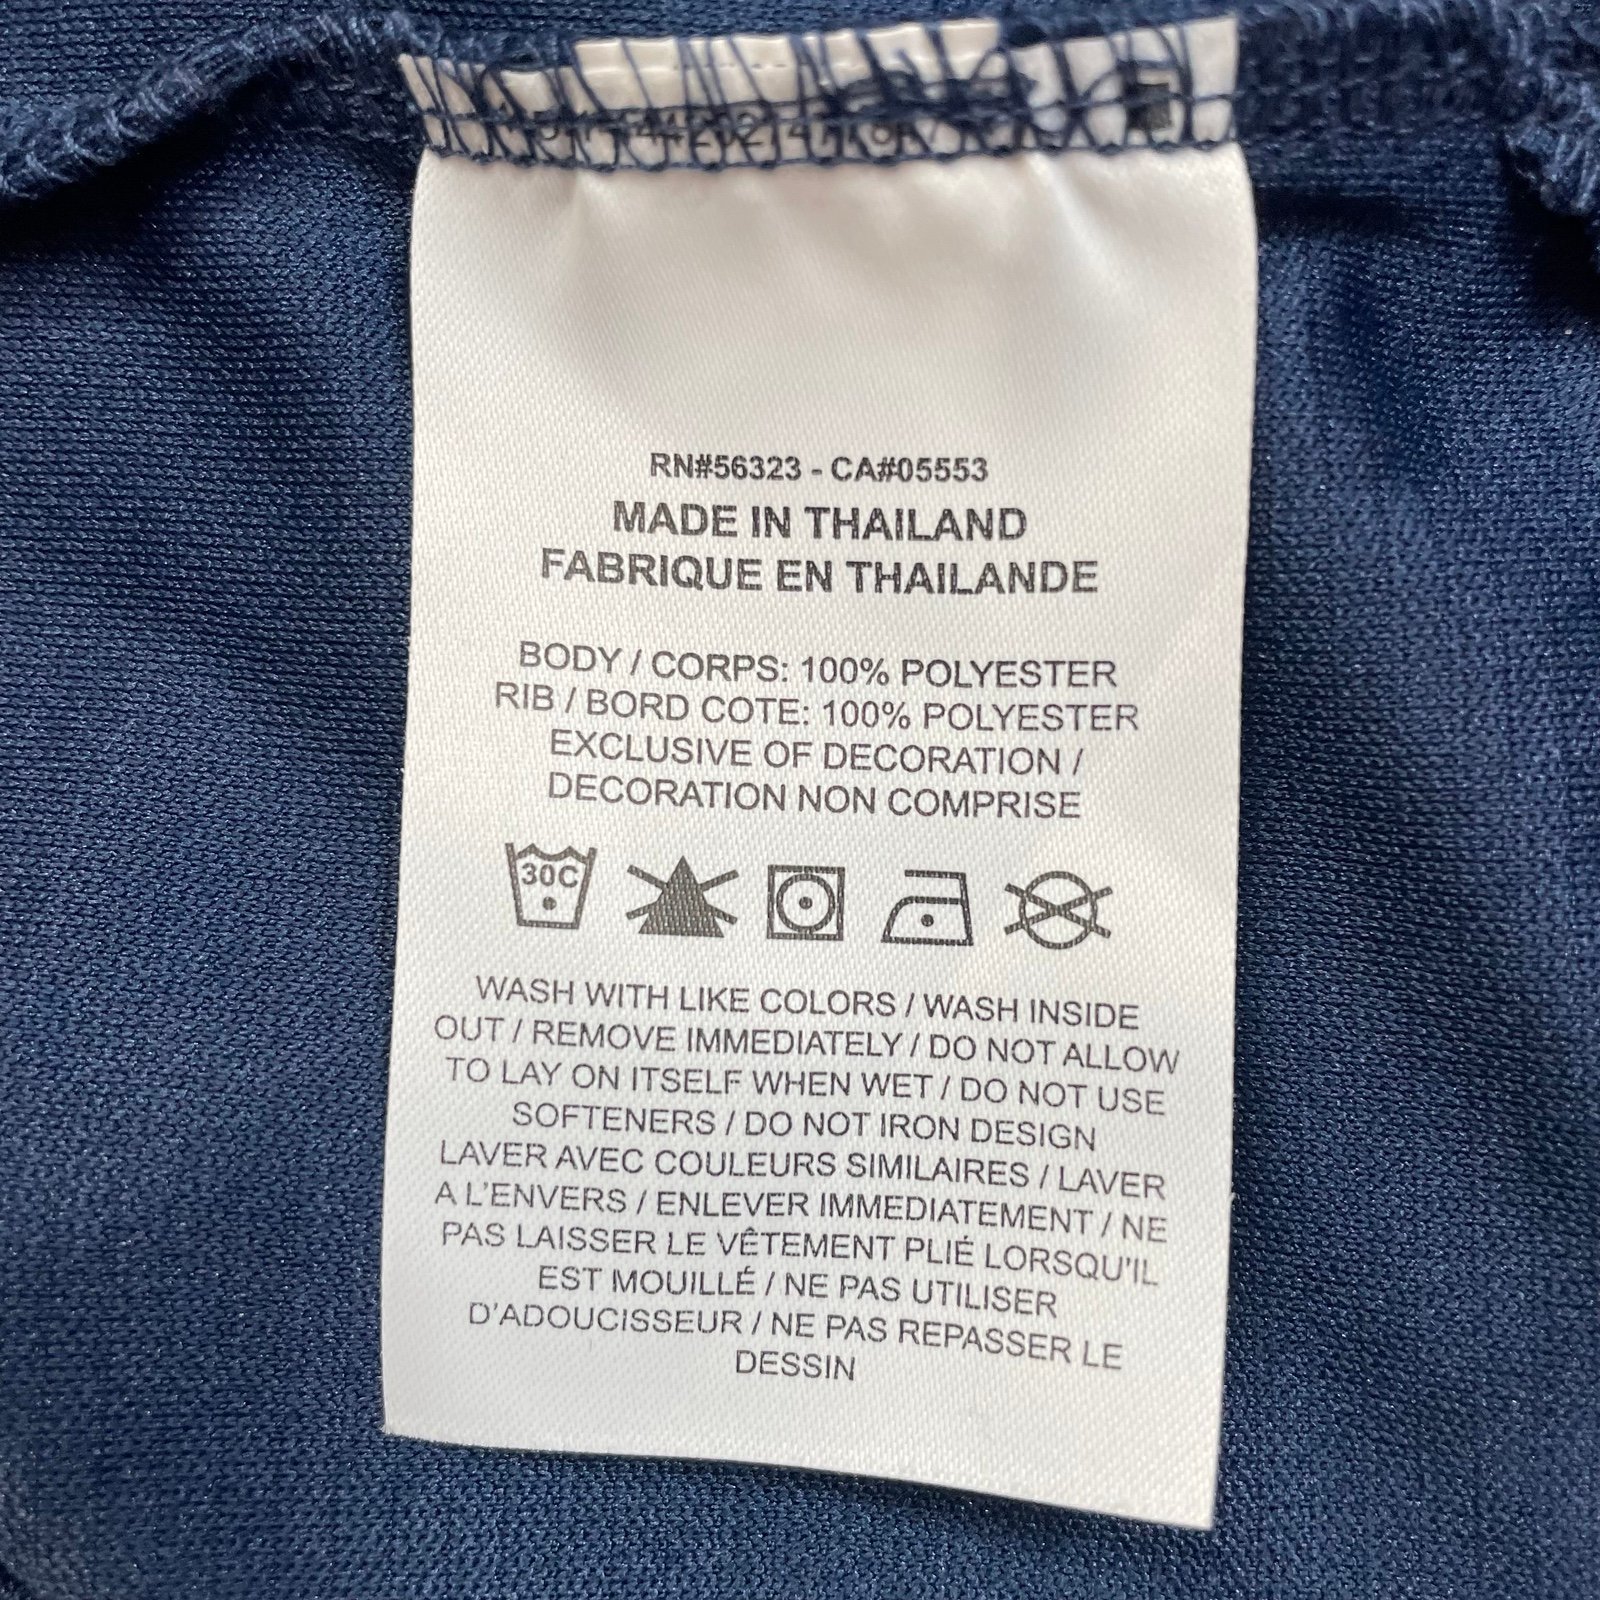 RN#56323 - CA#05553
MADE IN THAILAND
FABRIQUE EN THAILANDE
BODY / CORPS: 100% POLYESTER
RIB / BORD COTE: 100% POLYESTER
EXCLUSIVE OF DECORATION /
DECORATION NON COMPRISE
30C
WASH WITH LIKE COLORS / WASH INSIDE
OUT / REMOVE IMMEDIATELY / DO NOT ALLOW
TO LAY ON ITSELF WHEN WET / DO NOT USE
SOFTENERS / DO NOT IRON DESIGN
LAVER AVEC COULEURS SIMILAIRES / LAVER
A L'ENVERS / ENLEVER IMMEDIATEMENT / NE
PAS LAISSER LE VÊTEMENT PLIÉ LORSQU'IL
EST MOUILLÉ / NE PAS UTILISER
D'ADOUCISSEUR / NE PAS REPASSER LE
DESSIN